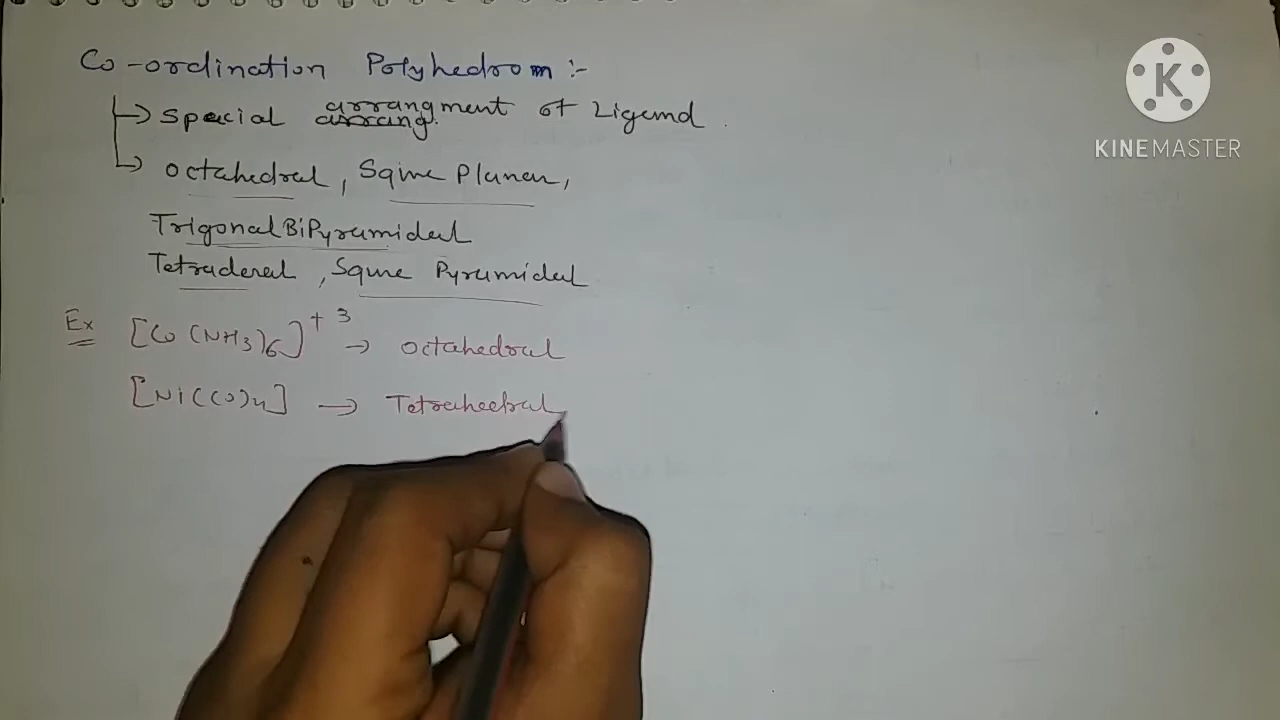 Co-ordination Polyhedron :-
K
KINEMASTER
→ Special arrangment of Ligand.
→ Octahedral, Squre Planer,
Trigonal BiPyramidal
Tetraderal, Squre Pyramidal
Ex [Co(NH3)6]+3 → Octahedral
[Ni(CO)4] → Tetrahedral